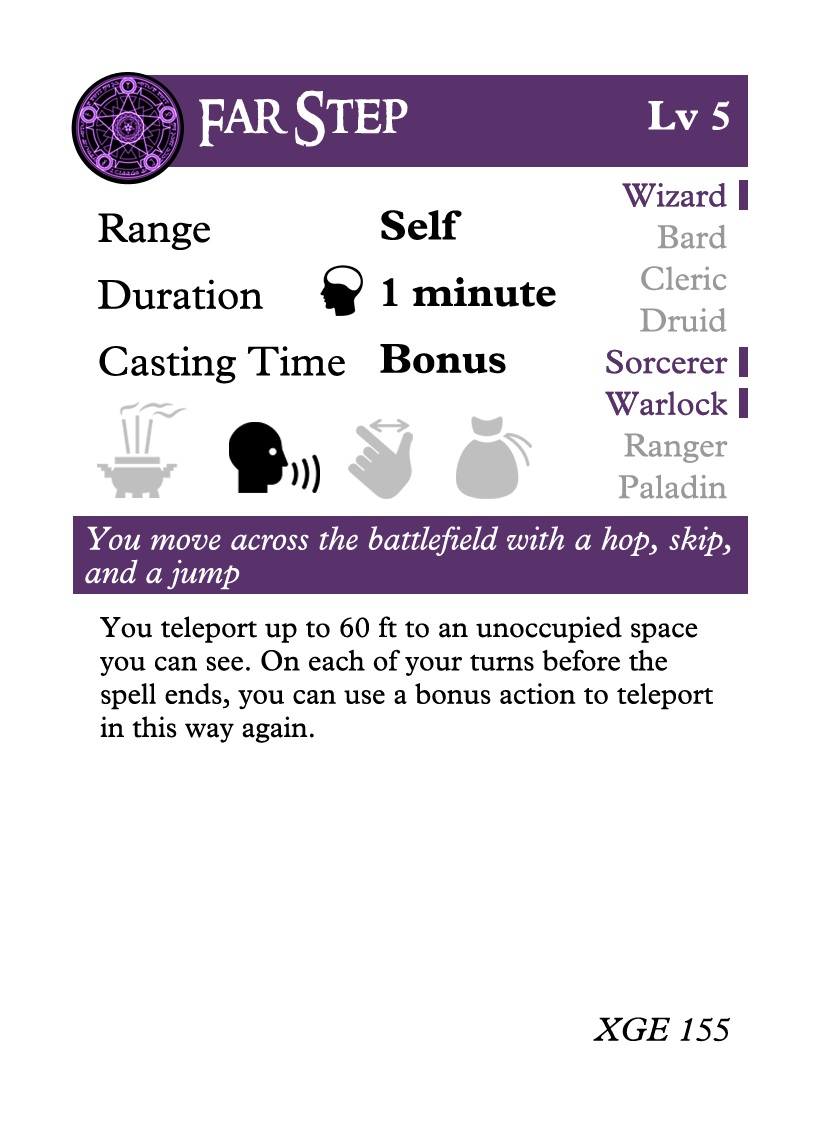 FAR STEP
Lv 5
Range Self
Duration 1 minute
Casting Time Bonus
Wizard
Bard
Cleric
Druid
Sorcerer
Warlock
Ranger
Paladin
You move across the battlefield with a hop, skip,
and a jump
You teleport up to 60 ft to an unoccupied space
you can see. On each of your turns before the
spell ends, you can use a bonus action to teleport
in this way again.
XGE 155